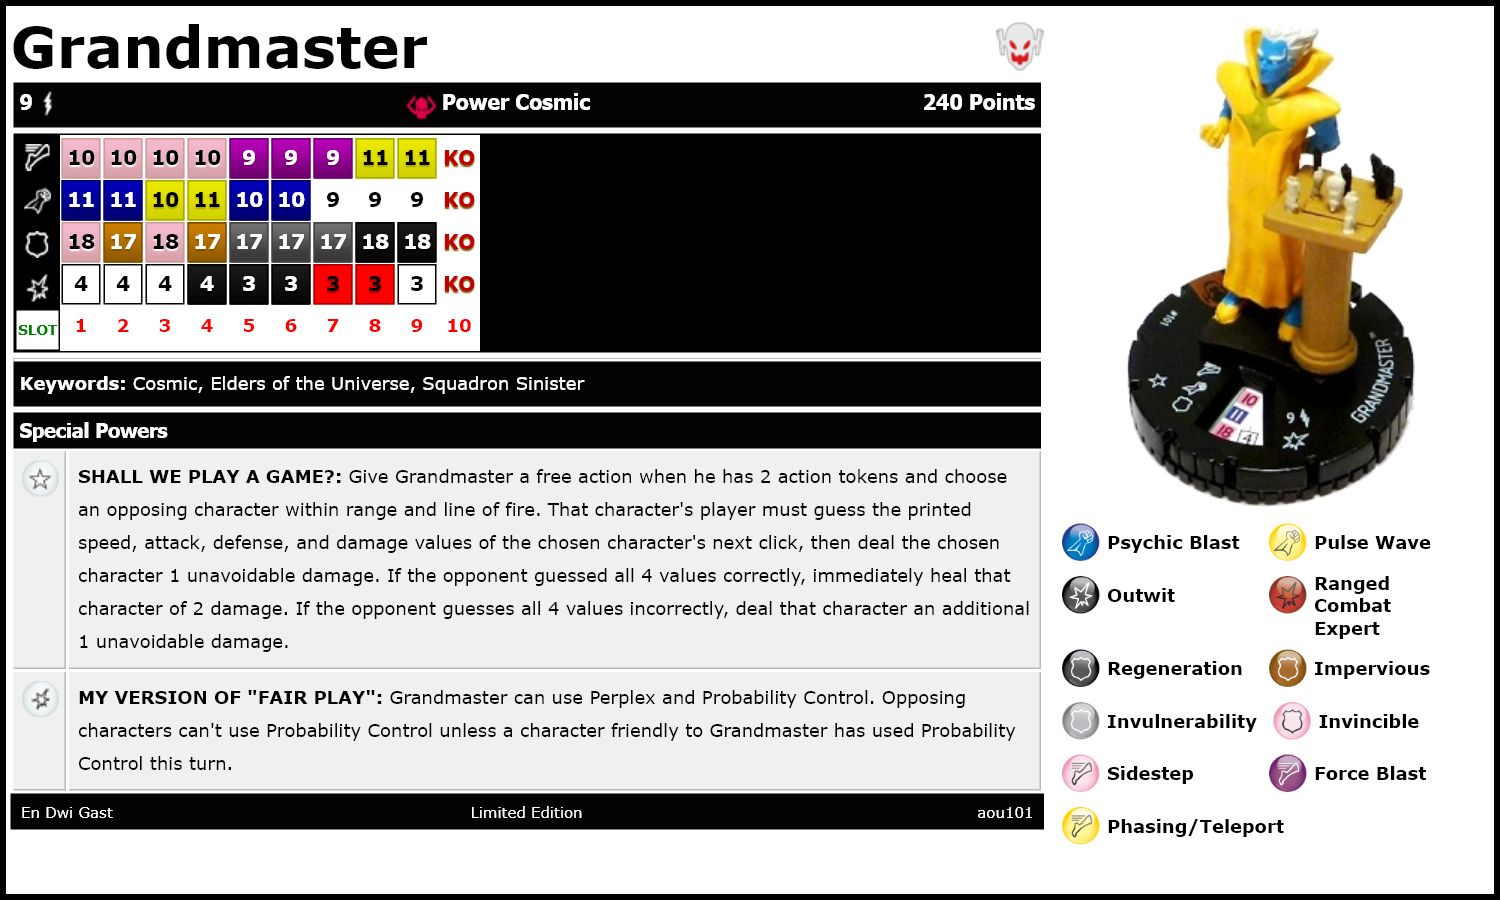 Grandmaster
9 Power Cosmic 240 Points
10 10 10 10 9 9 9 11 11 KO
11 11 10 11 10 10 9 9 9 KO
18 17 18 17 17 17 17 18 18 KO
4 4 4 4 3 3 3 3 3 KO
SLOT 1 2 3 4 5 6 7 8 9 10
Keywords: Cosmic, Elders of the Universe, Squadron Sinister
Special Powers
SHALL WE PLAY A GAME?: Give Grandmaster a free action when he has 2 action tokens and choose
an opposing character within range and line of fire. That character's player must guess the printed
speed, attack, defense, and damage values of the chosen character's next click, then deal the chosen
character 1 unavoidable damage. If the opponent guessed all 4 values correctly, immediately heal that
character of 2 damage. If the opponent guesses all 4 values incorrectly, deal that character an additional
1 unavoidable damage.
MY VERSION OF "FAIR PLAY": Grandmaster can use Perplex and Probability Control. Opposing
characters can't use Probability Control unless a character friendly to Grandmaster has used Probability
Control this turn.
En Dwi Gast Limited Edition aou101
#101
GRANDMASTER
10
11
18 4
9
Psychic Blast Pulse Wave
Outwit Ranged
Combat
Expert
Regeneration Impervious
Invulnerability Invincible
Sidestep Force Blast
Phasing/Teleport